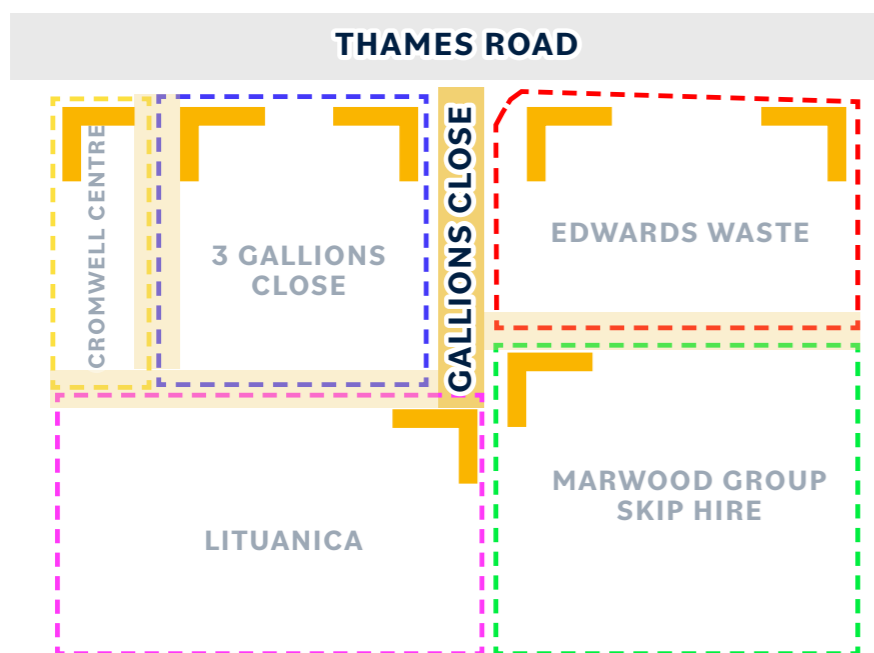 THAMES ROAD
CROMWELL CENTRE
3 GALLIONS
CLOSE
GALLIONS CLOSE
EDWARDS WASTE
LITUANICA
MARWOOD GROUP
SKIP HIRE